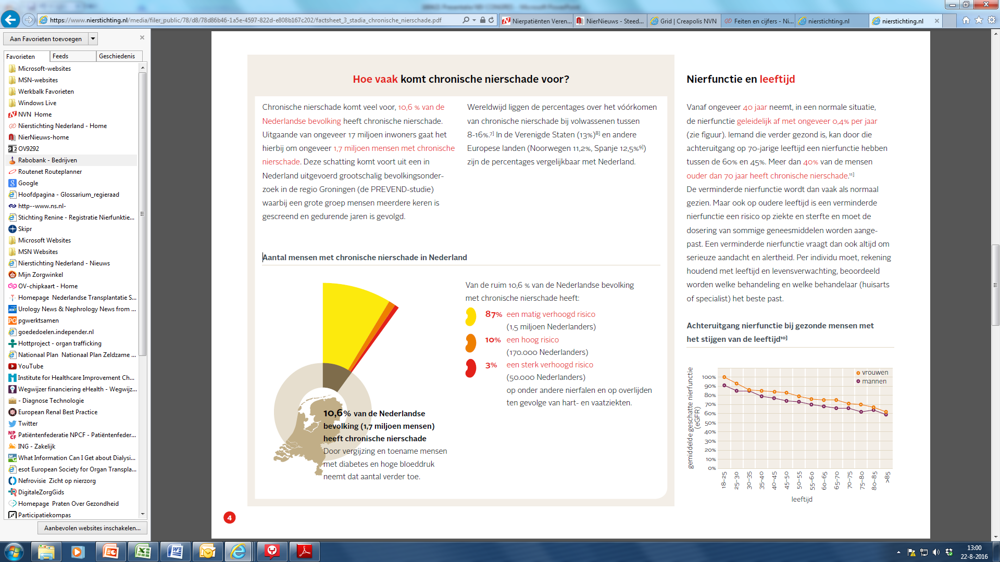 https://www.nierstichting.nl/media/filer_public/78/d8/78d86b46-1a5e-4597-822d-e808b167c202/factsheet_3_stadia_chronische_nierschade.pdf
Nierpatiënten Veren...
NierNieuws - Steed...
Grid | Creapolis NVN
Feiten en cijfers - Ni...
nierstichting.nl
nierstichting.nl
Aan Favorieten toevoegen
Favorieten
Feeds
Geschiedenis
Microsoft-websites
MSN-websites
Werkbalk Favorieten
Windows Live
NVN Home
Nierstichting Nederland - Home
NierNieuws-home
OV9292
Rabobank - Bedrijven
Routenet Routeplanner
Google
Hoofdpagina - Glossarium_regieraad
http--www.ns.nl-
Stichting Renine - Registratie Nierfunktie...
Skipr
Microsoft Websites
MSN Websites
Nierstichting Nederland - Nieuws
Mijn Zorgwinkel
OV-chipkaart - Home
Homepage Nederlandse Transplantatie S...
Urology News & Nephrology News from ...
pgwerktsamen
goededoelen.independer.nl
Hottproject - organ trafficking
Nationaal Plan Nationaal Plan Zeldzame ...
YouTube
Institute for Healthcare Improvement Ch...
Wegwijzer financiering eHealth - Wegwijz...
- Diagnose Technologie
European Renal Best Practice
Twitter
Patiëntenfederatie NPCF - Patiëntenfeder...
ING - Zakelijk
What Information Can I Get about Dialysi...
esot European Society for Organ Transpla...
Nefrovisie Zicht op nierzorg
DigitaleZorgGids
Homepage Praten Over Gezondheid
Participatiekompas
Aanbevolen websites inschakelen...
Hoe vaak komt chronische nierschade voor?
Chronische nierschade komt veel voor, 10,6 % van de
Nederlandse bevolking heeft chronische nierschade.
Uitgaande van ongeveer 17 miljoen inwoners gaat het
hierbij om ongeveer 1,7 miljoen mensen met chronische
nierschade. Deze schatting komt voort uit een in
Nederland uitgevoerd grootschalig bevolkingsonder-
zoek in de regio Groningen (de PREVEND-studie)
waarbij een grote groep mensen meerdere keren is
gescreend en gedurende jaren is gevolgd.
Wereldwijd liggen de percentages over het vóórkomen
van chronische nierschade bij volwassenen tussen
8-16%.7] In de Verenigde Staten (13%)8] en andere
Europese landen (Noorwegen 11,2%, Spanje 12,5%9])
zijn de percentages vergelijkbaar met Nederland.
Aantal mensen met chronische nierschade in Nederland
10,6% van de Nederlandse
bevolking (1,7 miljoen mensen)
heeft chronische nierschade
Door vergijzing en toename mensen
met diabetes en hoge bloeddruk
neemt dat aantal verder toe.
Van de ruim 10,6 % van de Nederlandse bevolking
met chronische nierschade heeft:
87% een matig verhoogd risico
(1,5 miljoen Nederlanders)
10% een hoog risico
(170.000 Nederlanders)
3% een sterk verhoogd risico
(50.000 Nederlanders)
op onder andere nierfalen en op overlijden
ten gevolge van hart- en vaatziekten.
4
Nierfunctie en leeftijd
Vanaf ongeveer 40 jaar neemt, in een normale situatie,
de nierfunctie geleidelijk af met ongeveer 0,4% per jaar
(zie figuur). Iemand die verder gezond is, kan door die
achteruitgang op 70-jarige leeftijd een nierfunctie hebben
tussen de 60% en 45%. Meer dan 40% van de mensen
ouder dan 70 jaar heeft chronische nierschade.11]
De verminderde nierfunctie wordt dan vaak als normaal
gezien. Maar ook op oudere leeftijd is een verminderde
nierfunctie een risico op ziekte en sterfte en moet de
dosering van sommige geneesmiddelen worden aange-
past. Een verminderde nierfunctie vraagt dan ook altijd om
serieuze aandacht en alertheid. Per individu moet, rekening
houdend met leeftijd en levensverwachting, beoordeeld
worden welke behandeling en welke behandelaar (huisarts
of specialist) het beste past.
Achteruitgang nierfunctie bij gezonde mensen met
het stijgen van de leeftijd10]
gemiddelde geschatte nierfunctie
(eGFR)
vrouwen
mannen
100%
90%
80%
70%
60%
50%
40%
30%
20%
10%
0%
18-25
25-30
30-35
35-40
40-45
45-50
50-55
55-60
60-65
65-70
70-75
75-80
80-85
>85
leeftijd
13:00
22-8-2016